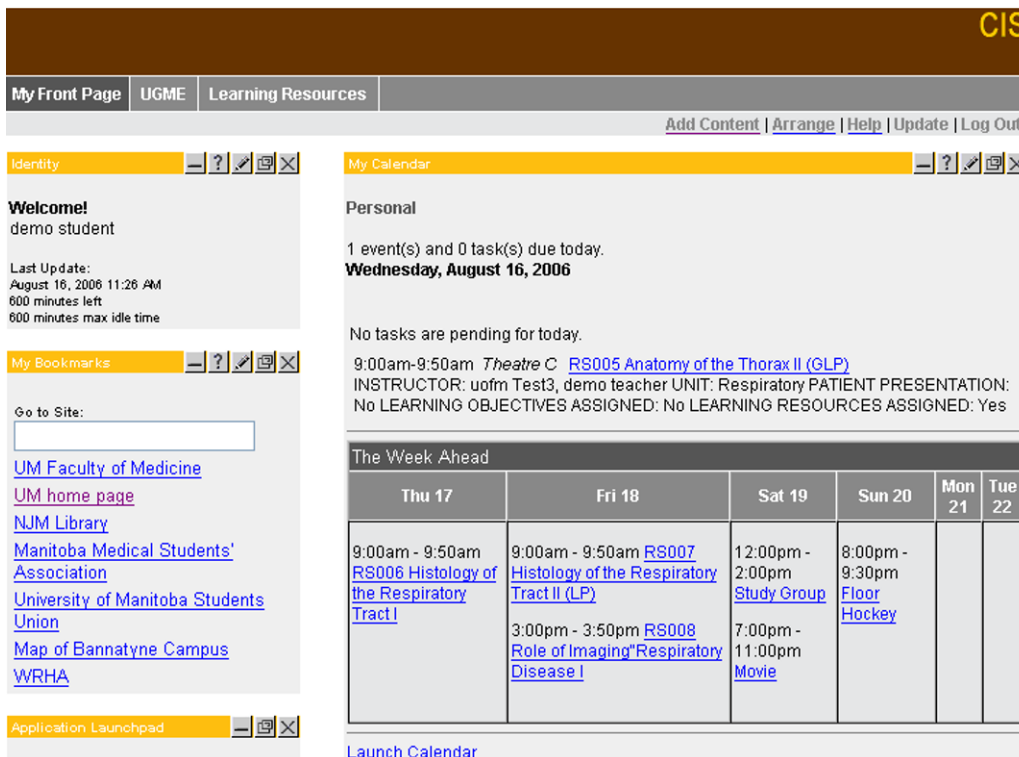 CIS
My Front Page UGME Learning Resources
Add Content | Arrange | Help | Update | Log Out
Identity
Welcome!
demo student
Last Update:
August 16, 2006 11:26 AM
600 minutes left
600 minutes max idle time
My Bookmarks
Go to Site:
UM Faculty of Medicine
UM home page
NJM Library
Manitoba Medical Students'
Association
University of Manitoba Students
Union
Map of Bannatyne Campus
WRHA
Application Launchpad
My Calendar
Personal
1 event(s) and 0 task(s) due today.
Wednesday, August 16, 2006
No tasks are pending for today.
9:00am-9:50am Theatre C RS005 Anatomy of the Thorax II (GLP)
INSTRUCTOR: uofm Test3, demo teacher UNIT: Respiratory PATIENT PRESENTATION:
No LEARNING OBJECTIVES ASSIGNED: No LEARNING RESOURCES ASSIGNED: Yes
The Week Ahead
Thu 17
Fri 18
Sat 19
Sun 20
Mon
21
Tue
22
9:00am - 9:50am
RS006 Histology of
the Respiratory
Tract I
9:00am - 9:50am RS007
Histology of the Respiratory
Tract II (LP)
3:00pm - 3:50pm RS008
Role of Imaging"Respiratory
Disease I
12:00pm -
2:00pm
Study Group
7:00pm -
11:00pm
Movie
8:00pm -
9:30pm
Floor
Hockey
Launch Calendar